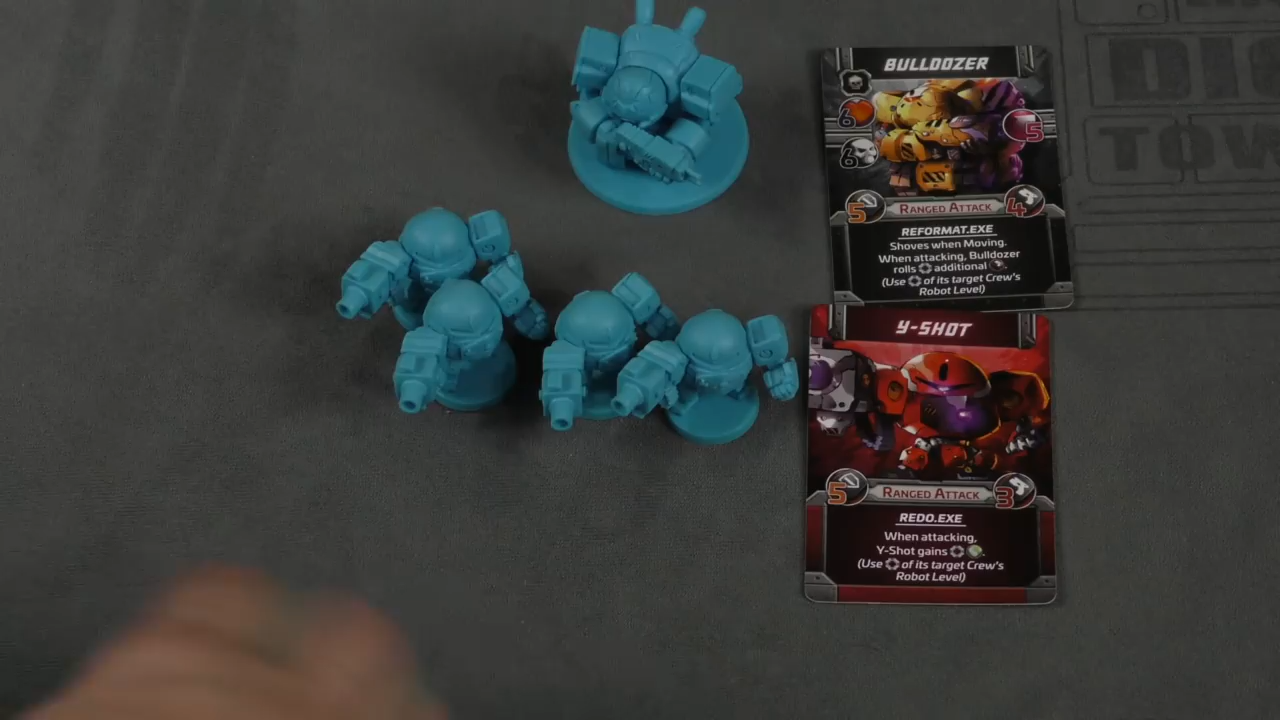 BULLDOZER
6
5
6
5
RANGED ATTACK
4
REFORMAT.EXE
Shoves when Moving.
When attacking, Bulldozer
rolls additional
(Use of its target Crew's
Robot Level)
Y-SHOT
5
RANGED ATTACK
3
REDO.EXE
When attacking,
Y-Shot gains
(Use of its target Crew's
Robot Level)